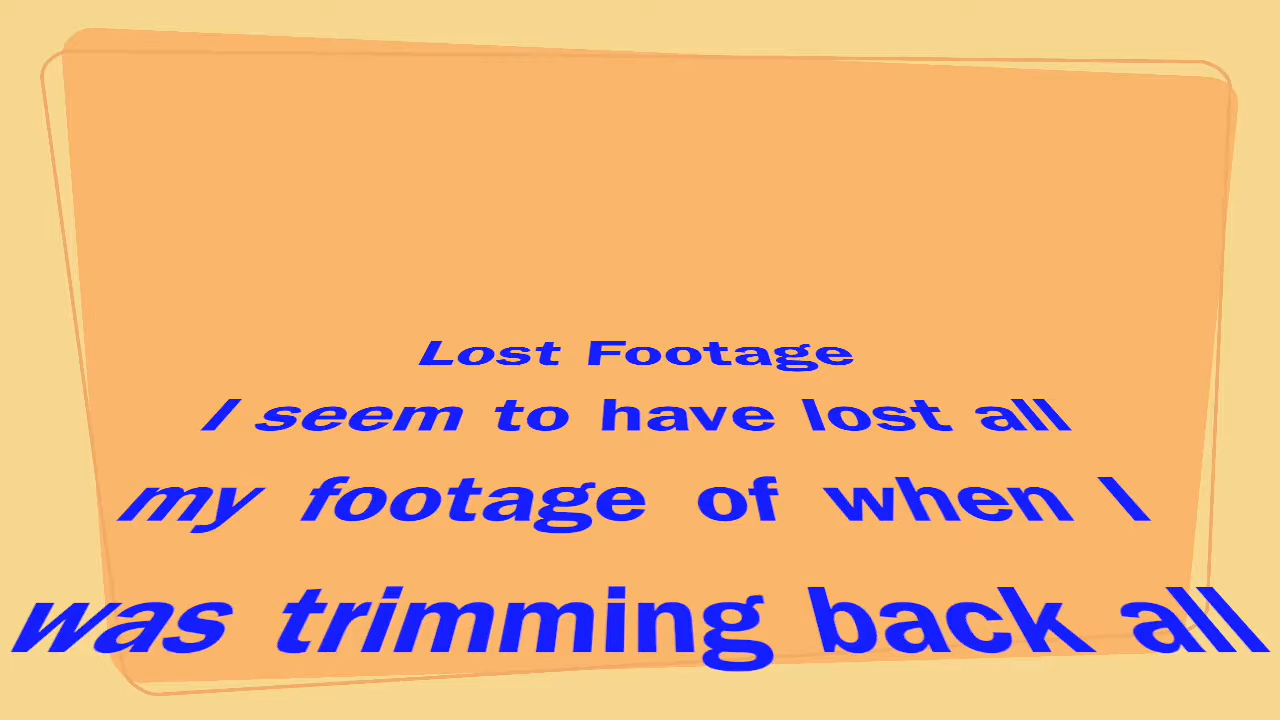 Lost Footage
I seem to have lost all
my footage of when I
was trimming back all